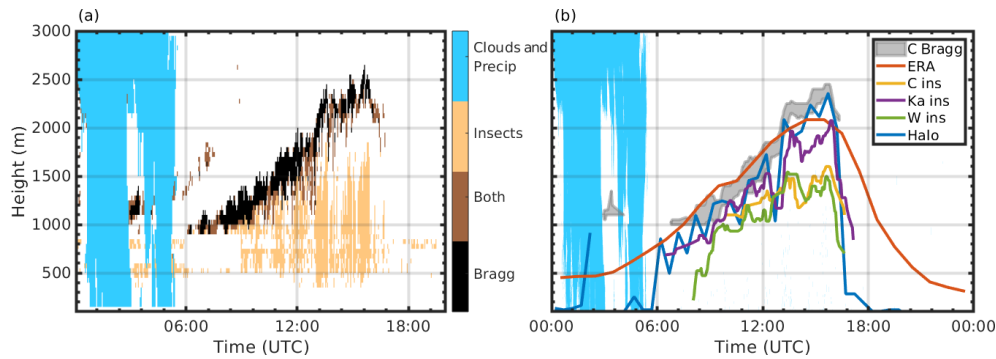 (a)
3000
2500
2000
1500
1000
500
Height (m)
06:00
12:00
18:00
Time (UTC)
Clouds and
Precip
Insects
Both
Bragg
(b)
C Bragg
ERA
C ins
Ka ins
W ins
Halo
00:00
06:00
12:00
18:00
00:00
Time (UTC)